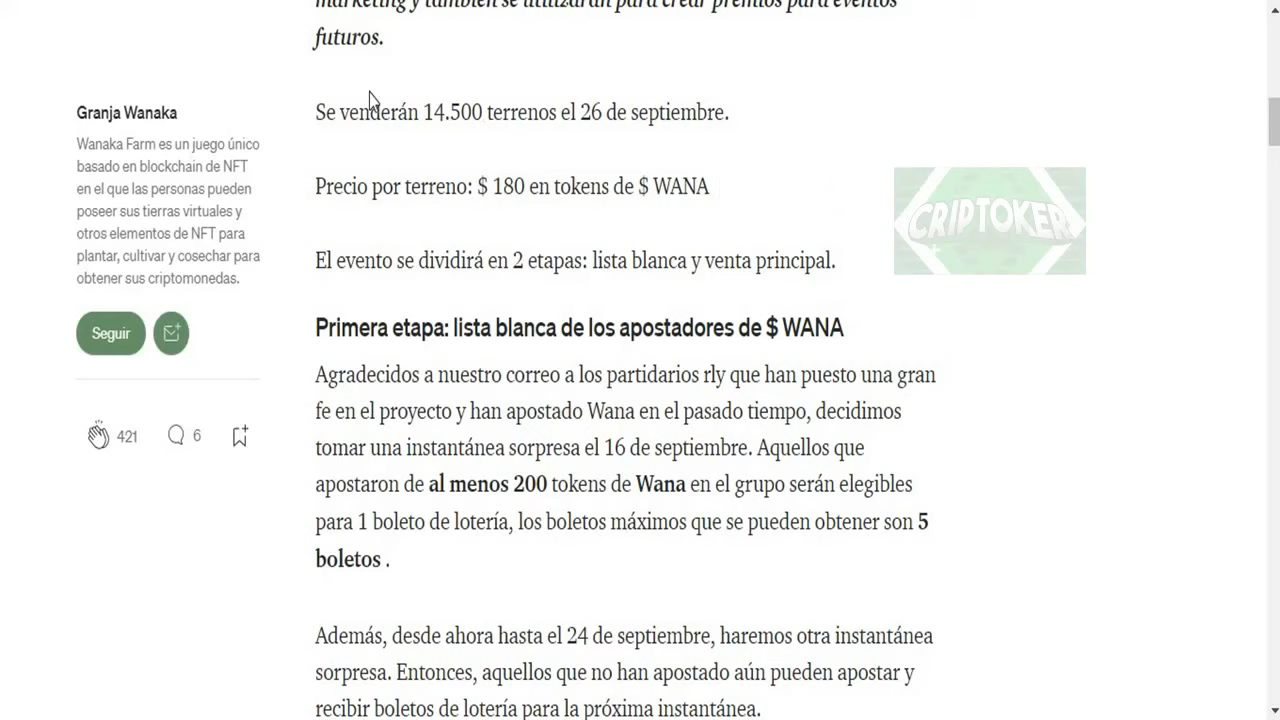 marketing y también se utilizarán para crear premios para eventos
futuros.
Granja Wanaka
Wanaka Farm es un juego único
basado en blockchain de NFT
en el que las personas pueden
poseer sus tierras virtuales y
otros elementos de NFT para
plantar, cultivar y cosechar para
obtener sus criptomonedas.
Seguir
421
6
Se venderán 14.500 terrenos el 26 de septiembre.
Precio por terreno: $ 180 en tokens de $ WANA
El evento se dividirá en 2 etapas: lista blanca y venta principal.
CRIPTOKER
Primera etapa: lista blanca de los apostadores de $ WANA
Agradecidos a nuestro correo a los partidarios rly que han puesto una gran
fe en el proyecto y han apostado Wana en el pasado tiempo, decidimos
tomar una instantánea sorpresa el 16 de septiembre. Aquellos que
apostaron de al menos 200 tokens de Wana en el grupo serán elegibles
para 1 boleto de lotería, los boletos máximos que se pueden obtener son 5
boletos .
Además, desde ahora hasta el 24 de septiembre, haremos otra instantánea
sorpresa. Entonces, aquellos que no han apostado aún pueden apostar y
recibir boletos de lotería para la próxima instantánea.